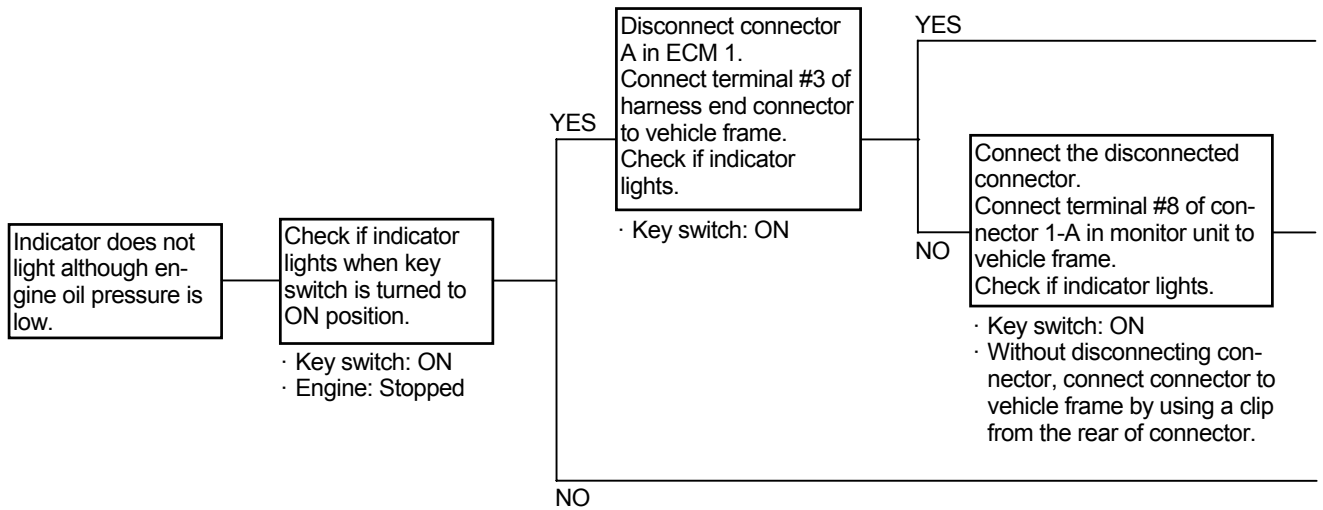 Indicator does not
light although en-
gine oil pressure is
low.
Check if indicator
lights when key
switch is turned to
ON position.
· Key switch: ON
· Engine: Stopped
YES
Disconnect connector
A in ECM 1.
Connect terminal #3 of
harness end connector
to vehicle frame.
Check if indicator
lights.
· Key switch: ON
YES
NO
Connect the disconnected
connector.
Connect terminal #8 of con-
nector 1-A in monitor unit to
vehicle frame.
Check if indicator lights.
· Key switch: ON
· Without disconnecting con-
nector, connect connector to
vehicle frame by using a clip
from the rear of connector.
NO